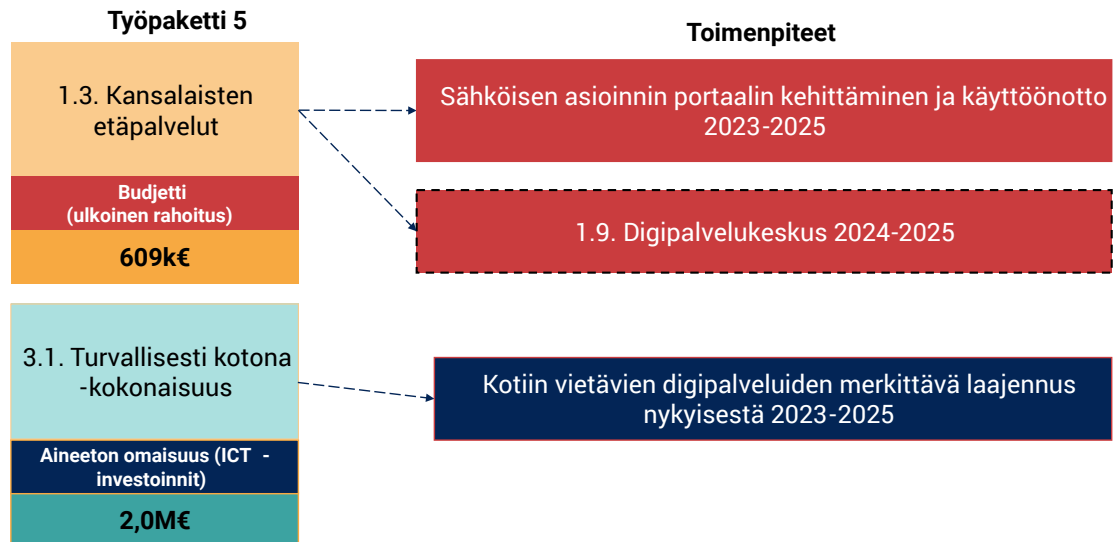 Työpaketti 5
Toimenpiteet
1.3. Kansalaisten
etäpalvelut
Budjetti
(ulkoinen rahoitus)
609k€
Sähköisen asioinnin portaalin kehittäminen ja käyttöönotto
2023-2025
1.9. Digipalvelukeskus 2024-2025
3.1. Turvallisesti kotona
-kokonaisuus
Aineeton omaisuus (ICT -
investoinnit)
2,0M€
Kotiin vietävien digipalveluiden merkittävä laajennus
nykyisestä 2023-2025